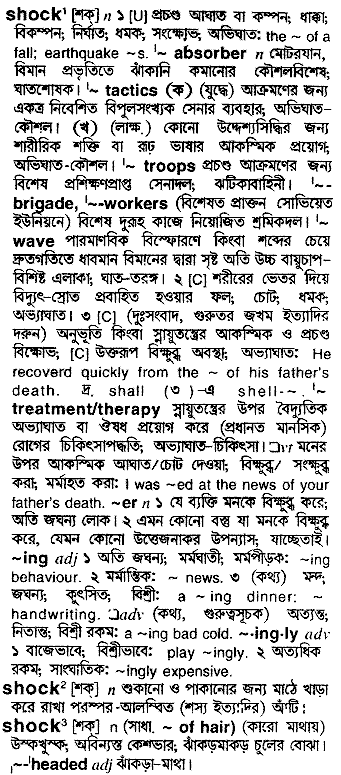 shock¹ [শক্] n ১ [U] প্রচণ্ড আঘাত বা কম্পন; ধাক্কা;
বিকম্পন; নির্ঘাত; ধমক; সংক্ষোভ; অভিঘাত: the ~ of a
fall; earthquake ~s. '~ absorber n মোটরযান,
বিমান প্রভৃতিতে ঝাঁকানি কমানোর কৌশলবিশেষ;
ঘাতশোষক। '~ tactics (ক) (যুদ্ধে) আক্রমণের জন্য
একত্র নিবেশিত বিপুলসংখ্যক সেনার ব্যবহার; অভিঘাত-
কৌশল। (খ) (লাক্ষ.) কোনো উদ্দেশ্যসিদ্ধির জন্য
শারীরিক শক্তি বা রূঢ় ভাষার আকস্মিক প্রয়োগ;
অভিঘাত-কৌশল। '~ troops প্রচণ্ড আক্রমণের জন্য
বিশেষ প্রশিক্ষণপ্রাপ্ত সেনাদল; ঝটিকাবাহিনী। '~-
brigade, '~-workers (বিশেষত প্রাক্তন সোভিয়েত
ইউনিয়নে) বিশেষ দুরূহ কাজে নিয়োজিত শ্রমিকদল। '~
wave পারমাণবিক বিস্ফোরণে কিংবা শব্দের চেয়ে
দ্রুতগতিতে ধাবমান বিমানের দ্বারা সৃষ্ট অতি উচ্চ বায়ুচাপ-
বিশিষ্ট এলাকা; ঘাত-তরঙ্গ। ২ [C] শরীরের ভেতর দিয়ে
বিদ্যুৎ-স্রোত প্রবাহিত হওয়ার ফল; চোট; ধমক;
অভ্যাঘাত। ৩ [C] (দুঃসংবাদ, গুরুতর জখম ইত্যাদির
দরুন) অনুভূতি কিংবা স্নায়ুতন্ত্রের আকস্মিক ও প্রচণ্ড
বিক্ষোভ; [C] উক্তরূপ বিক্ষুব্ধ অবস্থা; অভ্যাঘাত: He
recoverd quickly from the ~ of his father's
death. দ্র. shall (৩)-এ shell-~. '~
treatment/therapy স্নায়ুতন্ত্রের উপর বৈদ্যুতিক
অভ্যাঘাত বা ঔষধ প্রয়োগ করে (প্রধানত মানসিক)
রোগের চিকিৎসাপদ্ধতি; অভ্যাঘাত-চিকিৎসা। □vt মনের
উপর আকস্মিক আঘাত/চোট দেওয়া; বিক্ষুব্ধ/ সংক্ষুব্ধ
করা; মর্মাহত করা: I was ~ed at the news of your
father's death. ~er n ১ যে ব্যক্তি মনকে বিক্ষুব্ধ করে;
অতি জঘন্য লোক। ২ এমন কোনো বস্তু যা মনকে বিক্ষুব্ধ
করে, যেমন কোনো উত্তেজনাকর উপন্যাস; যাচ্ছেতাই।
~ing adj ১ অতি জঘন্য; মর্মঘাতী; মর্মপীড়ক: ~ing
behaviour. ২ মর্মান্তিক: ~ news. ৩ (কথ্য) মন্দ;
জঘন্য; কুৎসিত; বিশ্রী: a ~ing dinner; ~
handwriting. □adv (কথ্য, গুরুত্বসূচক) অত্যন্ত;
নিতান্ত; বিশ্রী রকম: a ~ing bad cold. ~·ing·ly adv
১ বাজেভাবে; বিশ্রীভাবে: play ~ingly. ২ অত্যধিক
রকম; সাংঘাতিক: ~ingly expensive.
shock² [শক্] n শুকানো ও পাকানোর জন্য মাঠে খাড়া
করে রাখা পরস্পর-আলম্বিত (শস্য ইত্যাদির) আঁটি।
shock³ [শক্] n (সাধা. ~ of hair) (কারো মাথায়)
উস্কখুস্ক; অবিন্যস্ত কেশভার; ঝাঁকড়মাকড় চুলের বোঝা।
'~-'headed adj ঝাঁকড়া-মাথা।